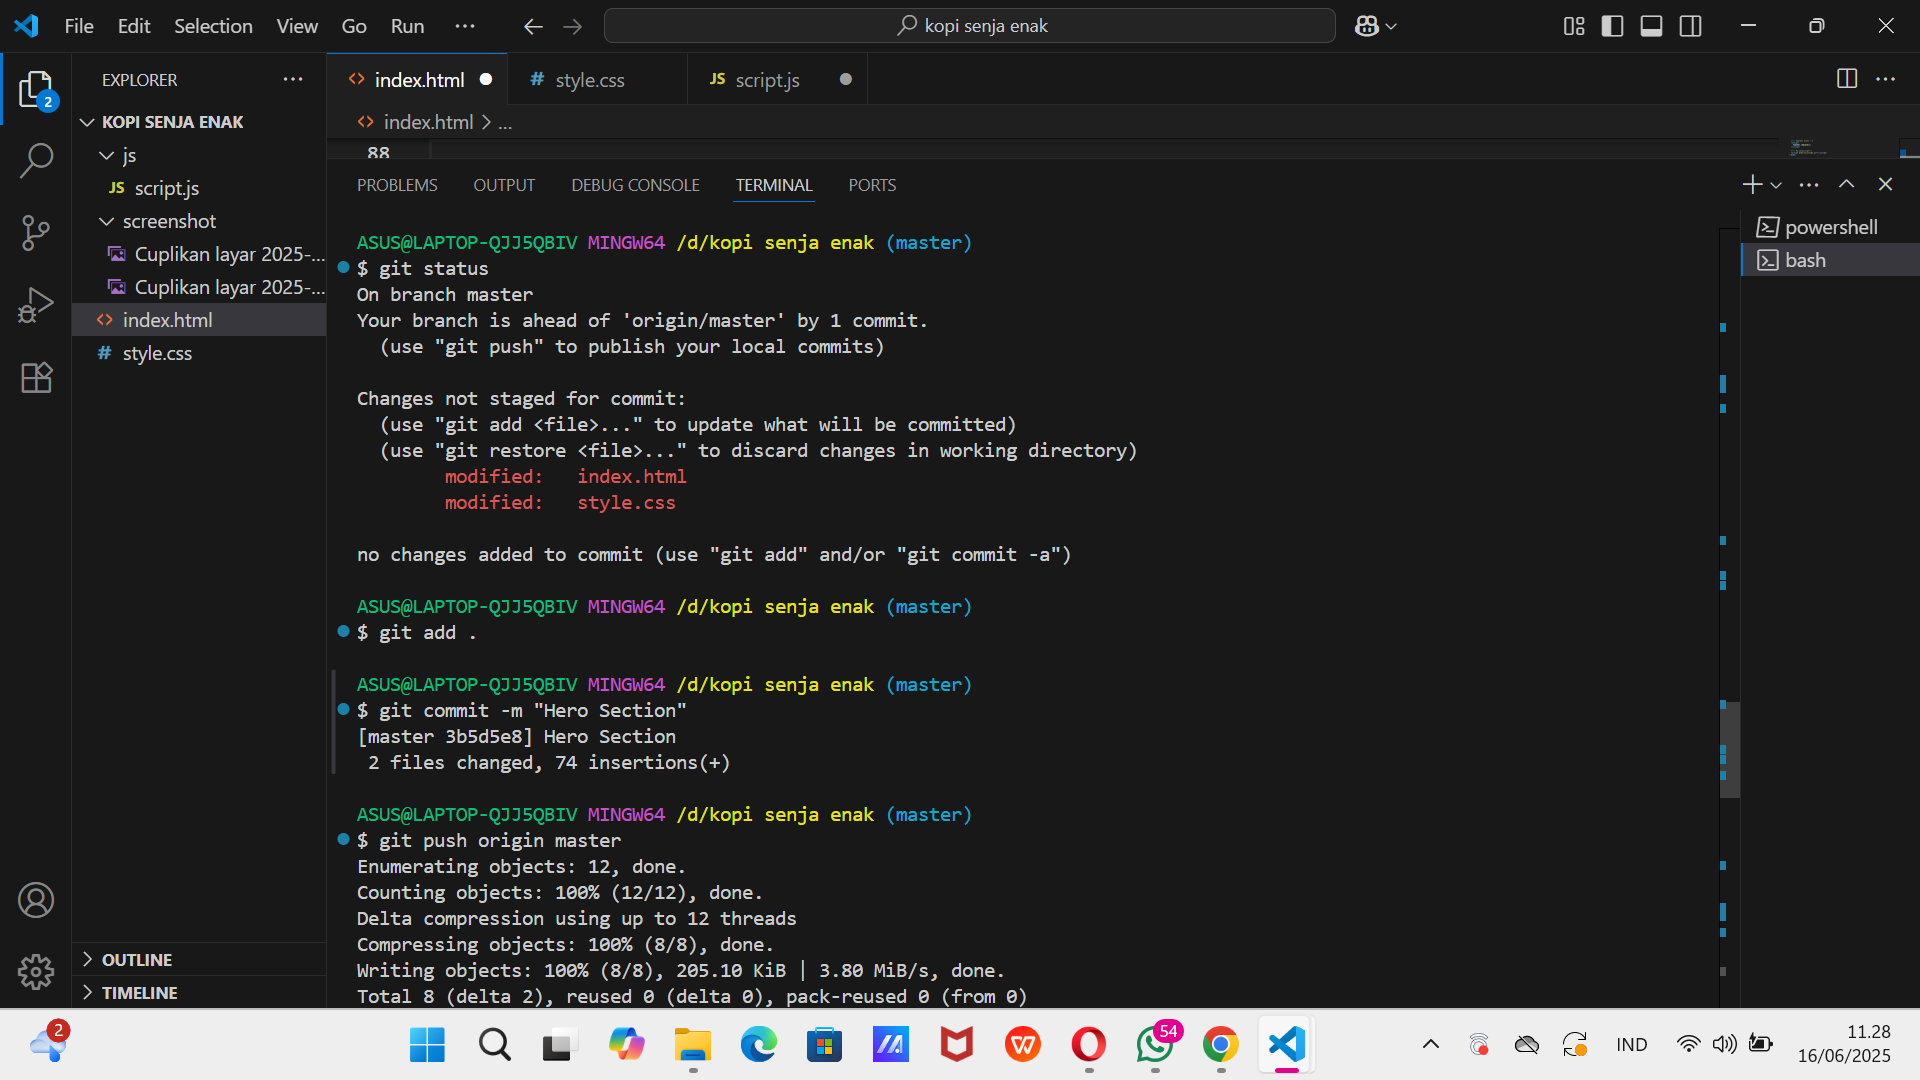 File Edit Selection View Go Run ...
kopi senja enak
EXPLORER
2
KOPI SENJA ENAK
js
JS script.js
screenshot
Cuplikan layar 2025-...
Cuplikan layar 2025-...
<> index.html
# style.css
OUTLINE
TIMELINE
<> index.html
# style.css
JS script.js
<> index.html > ...
88
PROBLEMS OUTPUT DEBUG CONSOLE TERMINAL PORTS
powershell
bash
ASUS@LAPTOP-QJJ5QBIV MINGW64 /d/kopi senja enak (master)
$ git status
On branch master
Your branch is ahead of 'origin/master' by 1 commit.
(use "git push" to publish your local commits)
Changes not staged for commit:
(use "git add <file>..." to update what will be committed)
(use "git restore <file>..." to discard changes in working directory)
modified: index.html
modified: style.css
no changes added to commit (use "git add" and/or "git commit -a")
ASUS@LAPTOP-QJJ5QBIV MINGW64 /d/kopi senja enak (master)
$ git add .
ASUS@LAPTOP-QJJ5QBIV MINGW64 /d/kopi senja enak (master)
$ git commit -m "Hero Section"
[master 3b5d5e8] Hero Section
2 files changed, 74 insertions(+)
ASUS@LAPTOP-QJJ5QBIV MINGW64 /d/kopi senja enak (master)
$ git push origin master
Enumerating objects: 12, done.
Counting objects: 100% (12/12), done.
Delta compression using up to 12 threads
Compressing objects: 100% (8/8), done.
Writing objects: 100% (8/8), 205.10 KiB | 3.80 MiB/s, done.
Total 8 (delta 2), reused 0 (delta 0), pack-reused 0 (from 0)
2
54
IND
11.28
16/06/2025